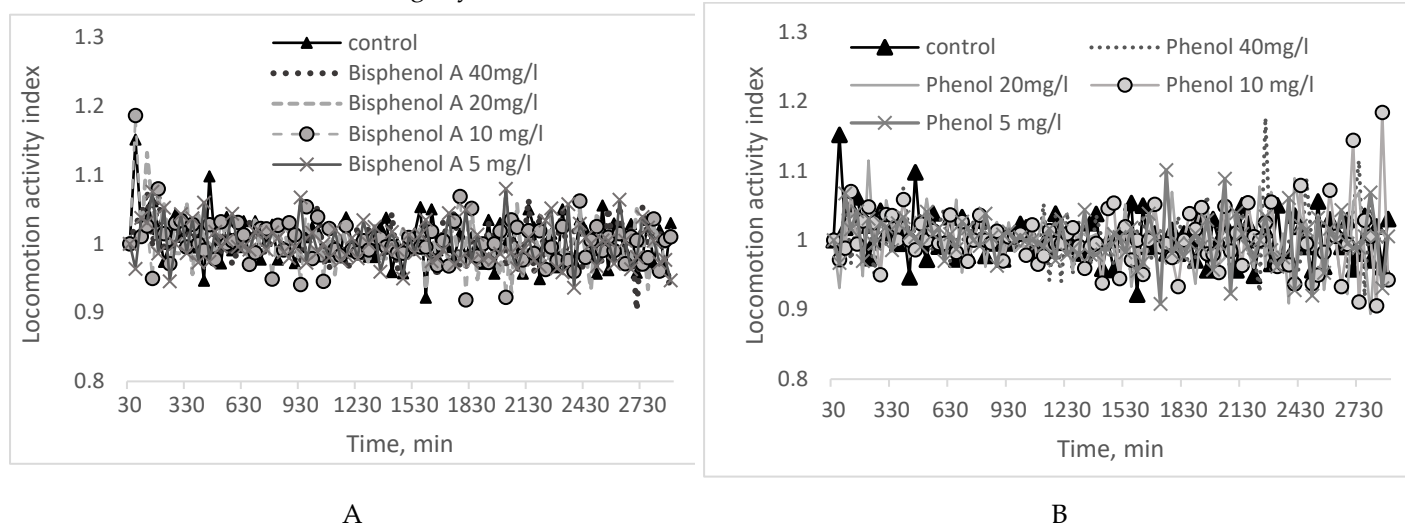 1.3
control
Bisphenol A 40mg/l
Bisphenol A 20mg/l
Bisphenol A 10 mg/l
Bisphenol A 5 mg/l
1.2
1.1
1
0.9
0.8
Locomotion activity index
30 330 630 930 1230 1530 1830 2130 2430 2730
Time, min
A
1.3
control Phenol 40mg/l
Phenol 20mg/l Phenol 10 mg/l
Phenol 5 mg/l
1.2
1.1
1
0.9
0.8
Locomotion activity index
30 330 630 930 1230 1530 1830 2130 2430 2730
Time, min
B